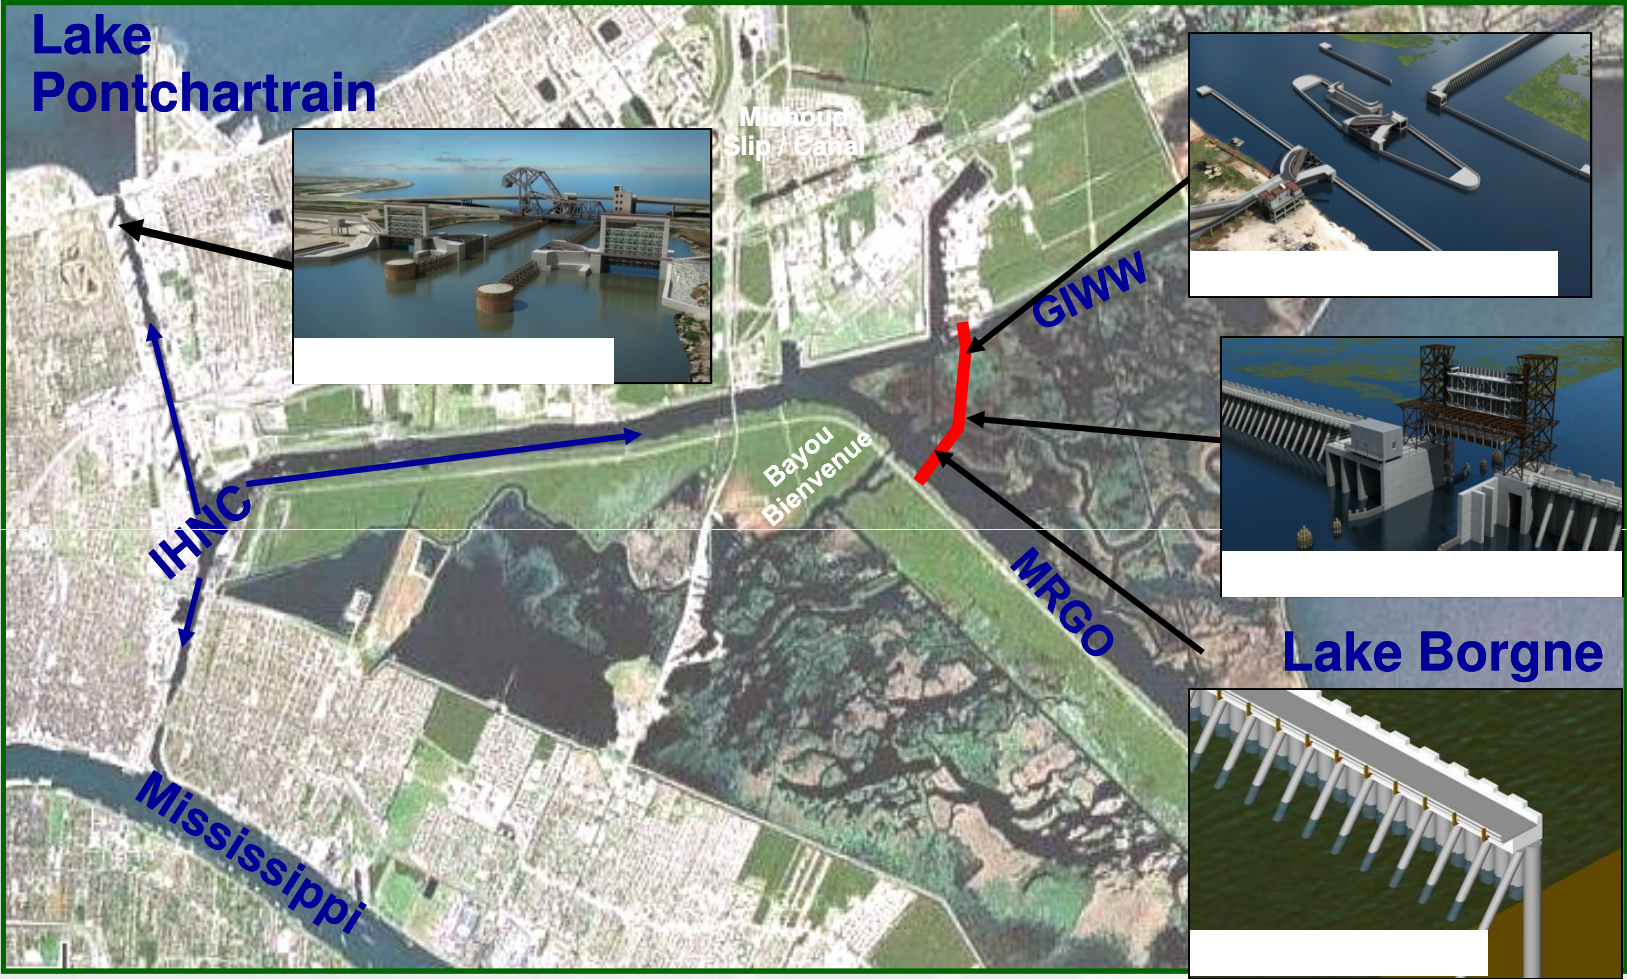 Lake
Pontchartrain
Michoud
Slip / Canal
GIWW
Bayou
Bienvenue
IHNC
MRGO
Lake Borgne
Mississippi